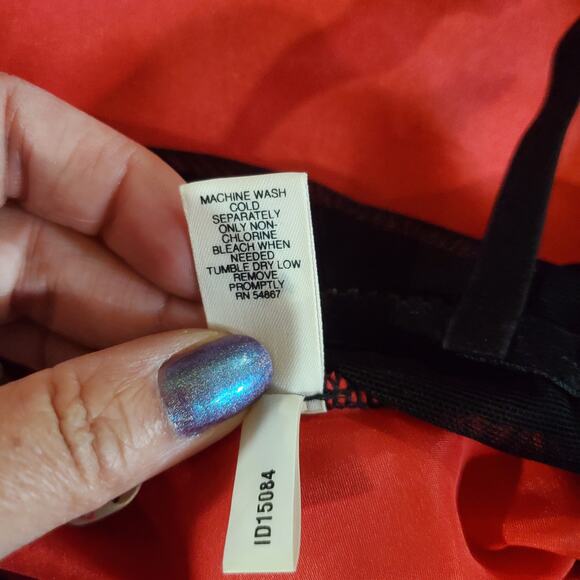 MACHINE WASH
COLD
SEPARATELY
ONLY NON-
CHLORINE
BLEACH WHEN
NEEDED
TUMBLE DRY LOW
REMOVE
PROMPTLY
RN 54867
ID15084